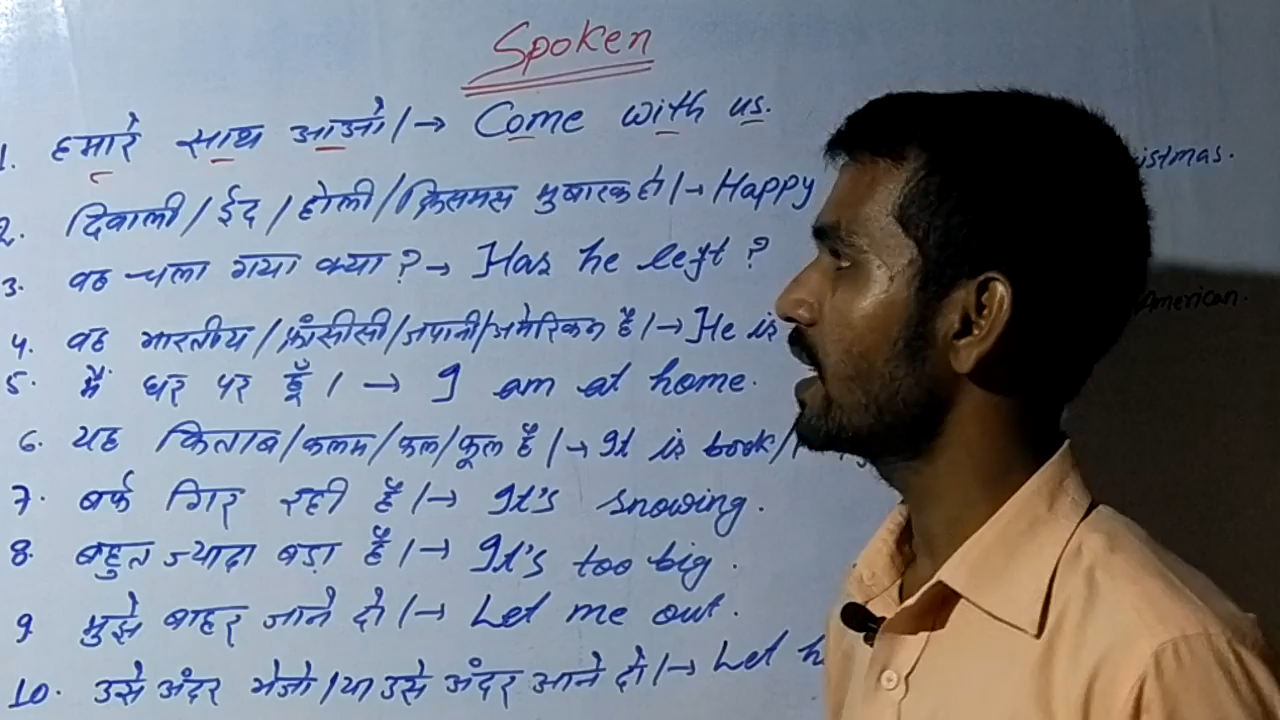 Spoken
1. हमारे साथ आओ। → Come with us.
2. दिवाली / ईद / होली / क्रिसमस मुबारक हो। → Happy istmas.
3. वह चला गया क्या? → Has he left?
4. वह भारतीय / फ्रांसीसी / जपानी / अमेरिकन है। → He is American.
5. मैं घर पर हूँ। → I am at home.
6. यह किताब / कलम / फल / फूल है। → It is book /
7. बर्फ गिर रही है। → It's snowing.
8. बहुत ज्यादा बड़ा है। → It's too big.
9 मुझे बाहर जाने दो। → Let me out.
10. उसे अंदर भेजो / या उसे अंदर आने दो। → Let h